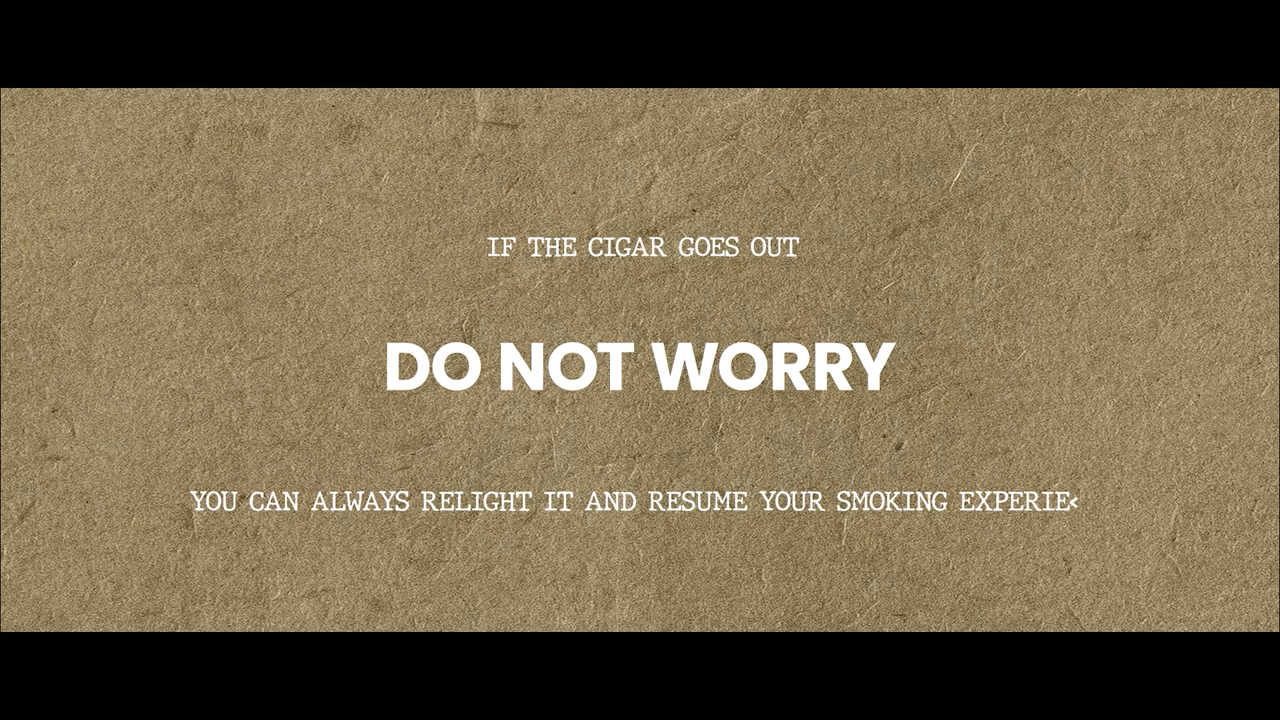 IF THE CIGAR GOES OUT
DO NOT WORRY
YOU CAN ALWAYS RELIGHT IT AND RESUME YOUR SMOKING EXPERIE‹